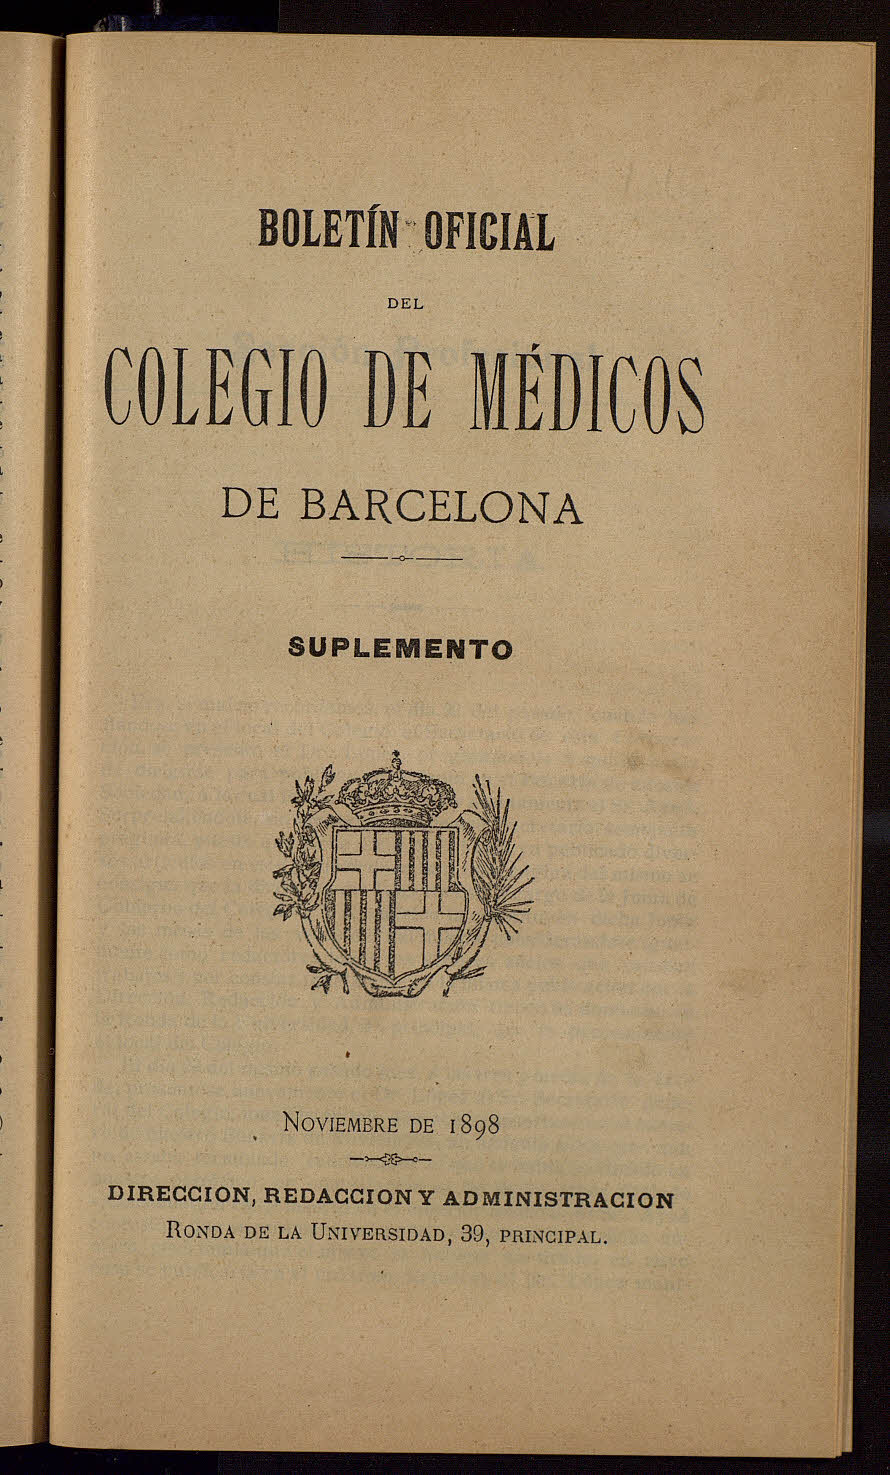 BOLETÍN OFICIAL
DEL
COLEGIO DE MÉDICOS
DE BARCELONA
SUPLEMENTO
NOVIEMBRE DE 1898
DIRECCION, REDACCION Y ADMINISTRACION
RONDA DE LA UNIVERSIDAD, 39, PRINCIPAL.